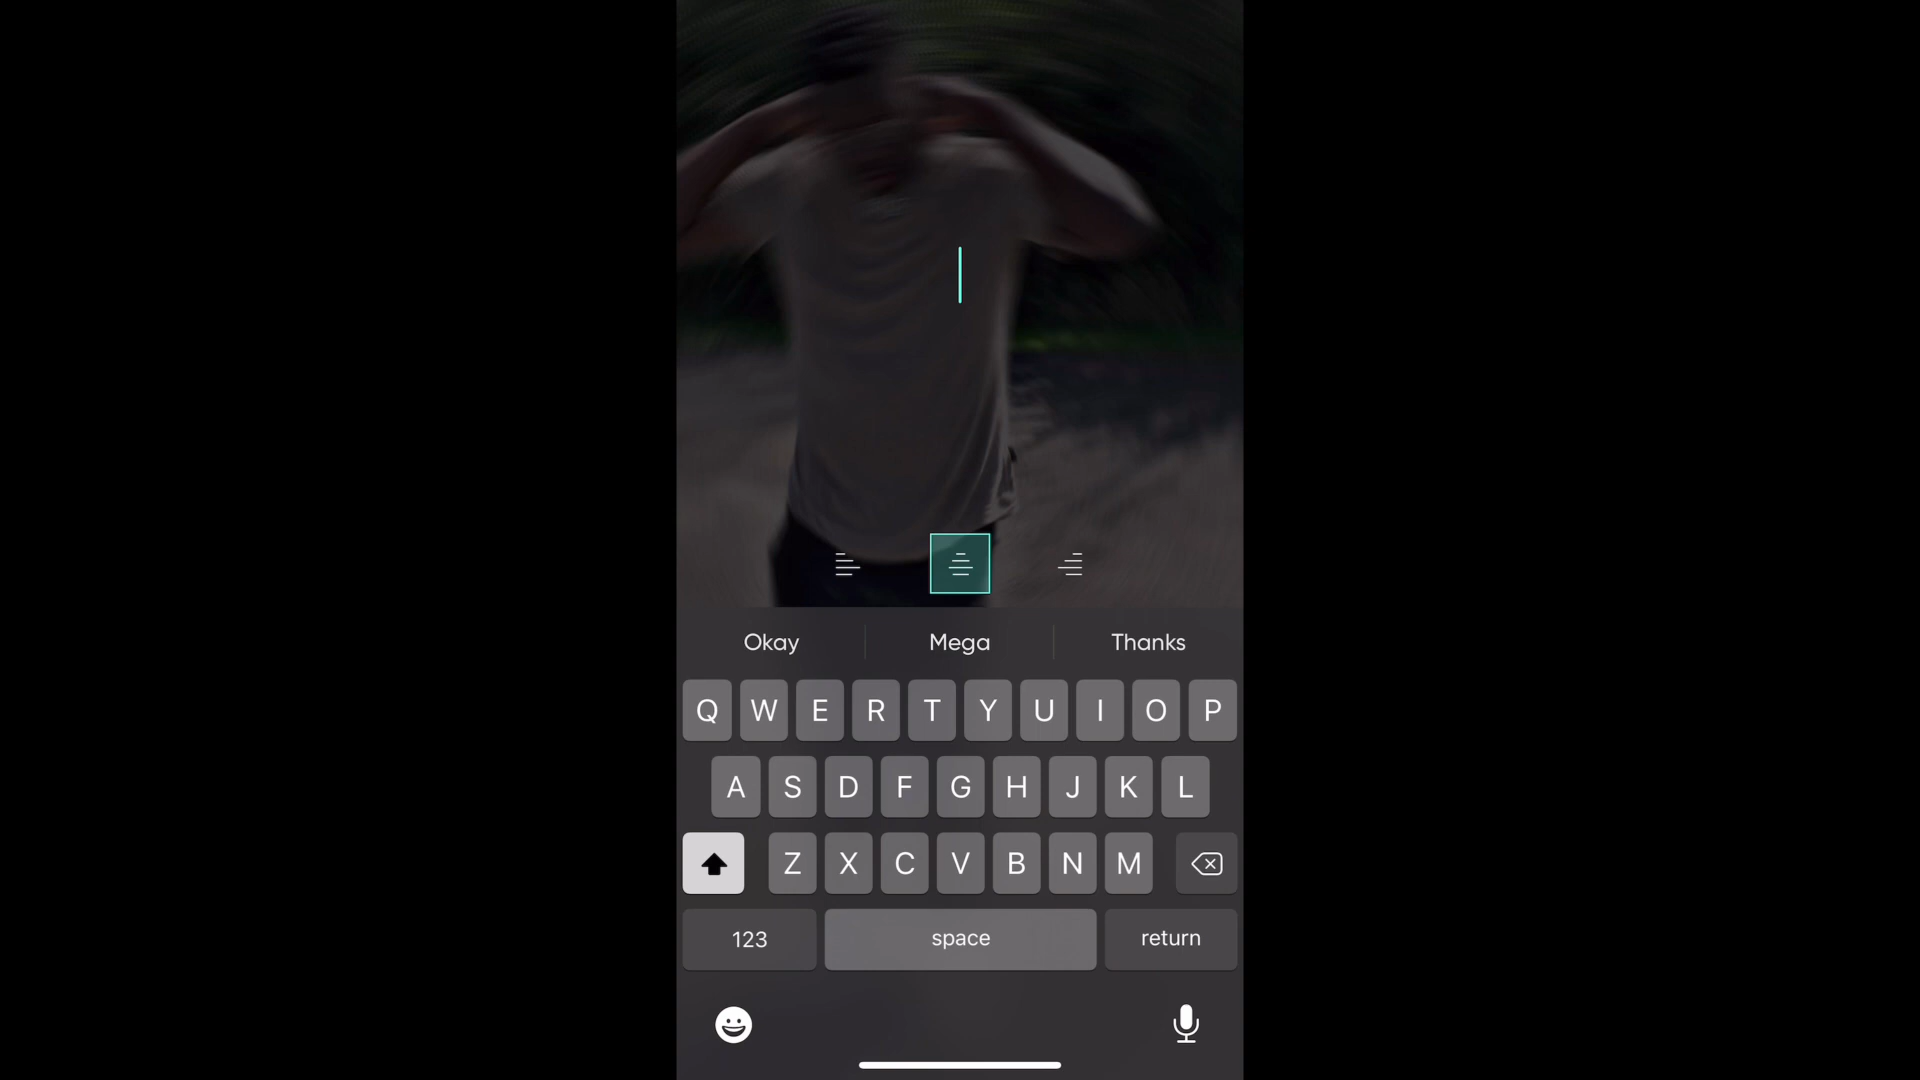 Okay Mega Thanks
Q W E R T Y U I O P
A S D F G H J K L
Z X C V B N M
123 space return